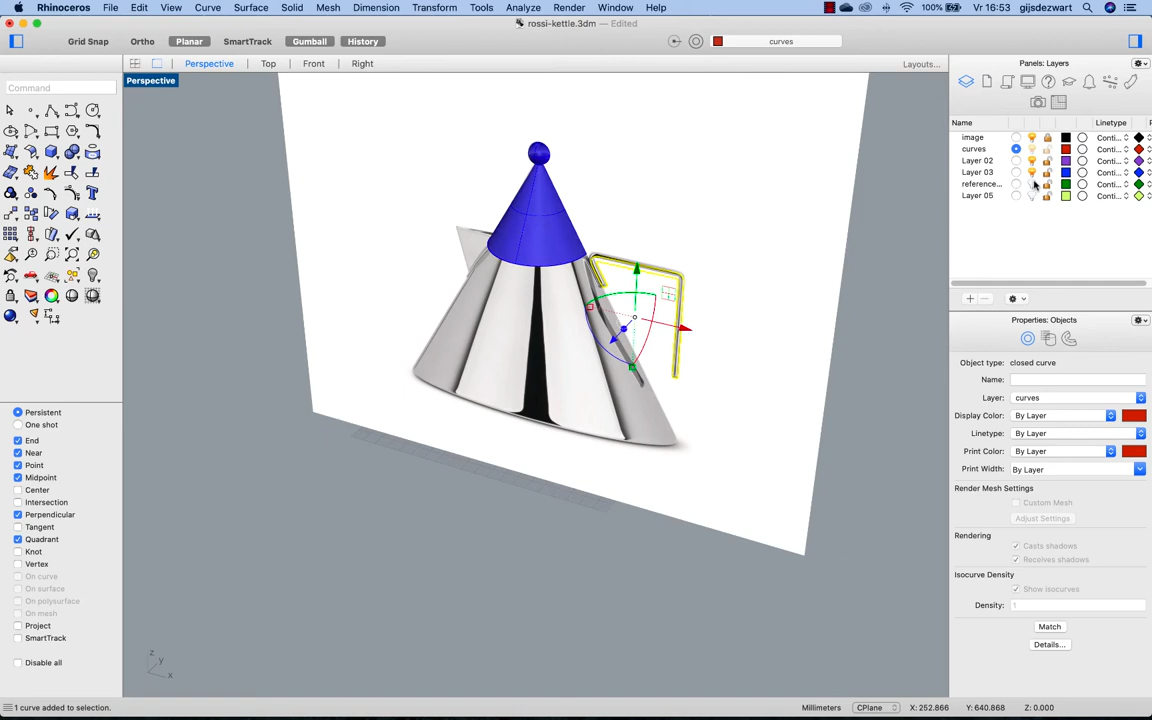 Rhinoceros File Edit View Curve Surface Solid Mesh Dimension Transform Tools Analyze Render Window Help 100% Vr 16:53 gijsdezwart
rossi-kettle.3dm — Edited
Grid Snap Ortho Planar SmartTrack Gumball History curves
Perspective Top Front Right Layouts... Panels: Layers
Perspective
Command
Name Linetype P
image Conti...
curves Conti...
Layer 02 Conti...
Layer 03 Conti...
reference... Conti...
Layer 05 Conti...
Properties: Objects
Object type: closed curve
Name:
Layer: curves
Display Color: By Layer
Linetype: By Layer
Print Color: By Layer
Print Width: By Layer
Render Mesh Settings
Custom Mesh
Adjust Settings
Rendering
Casts shadows
Receives shadows
Isocurve Density
Show isocurves
Density: 1
Match
Details...
Persistent
One shot
End
Near
Point
Midpoint
Center
Intersection
Perpendicular
Tangent
Quadrant
Knot
Vertex
On curve
On surface
On polysurface
On mesh
Project
SmartTrack
Disable all
z
y
x
1 curve added to selection. Millimeters CPlane X: 252.866 Y: 640.868 Z: 0.000